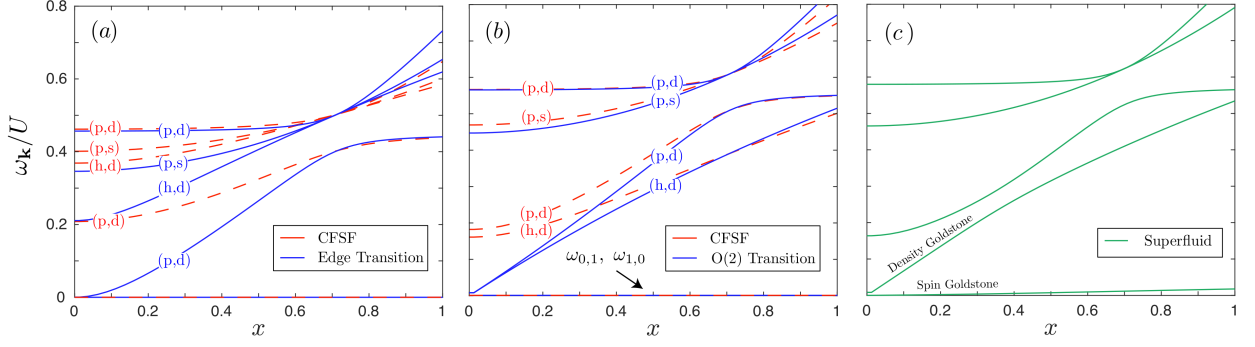 (a)
0.8
0.6
0.4
0.2
0
ω_k/U
(p,d)
(p,d)
(p,s)
(h,d)
(p,s)
(h,d)
(p,d)
(p,d)
CFSF
Edge Transition
0 0.2 0.4 0.6 0.8 1
x
(b)
(p,d)
(p,d)
(p,s)
(p,s)
(p,d)
(p,d)
(h,d)
(h,d)
ω_{0,1}, ω_{1,0}
CFSF
O(2) Transition
0 0.2 0.4 0.6 0.8 1
x
(c)
Density Goldstone
Spin Goldstone
Superfluid
0 0.2 0.4 0.6 0.8 1
x